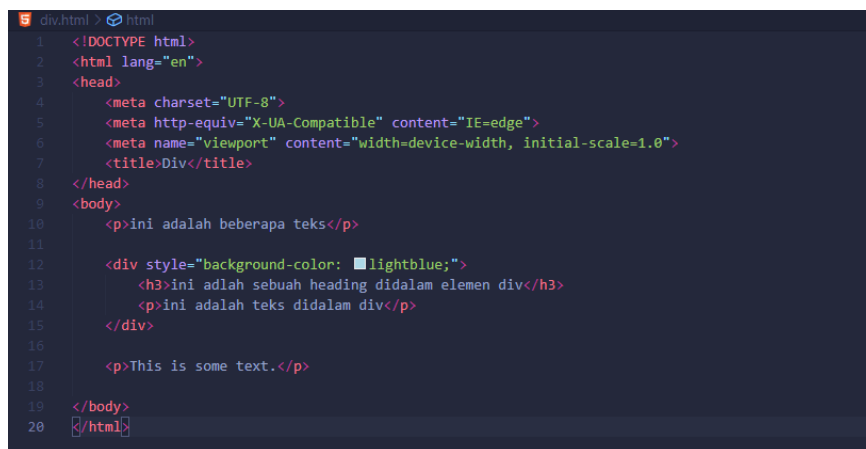 div.html > html
1 <!DOCTYPE html>
2 <html lang="en">
3 <head>
4 <meta charset="UTF-8">
5 <meta http-equiv="X-UA-Compatible" content="IE=edge">
6 <meta name="viewport" content="width=device-width, initial-scale=1.0">
7 <title>Div</title>
8 </head>
9 <body>
10 <p>ini adalah beberapa teks</p>
11
12 <div style="background-color: lightblue;">
13 <h3>ini adlah sebuah heading didalam elemen div</h3>
14 <p>ini adalah teks didalam div</p>
15 </div>
16
17 <p>This is some text.</p>
18
19 </body>
20 </html>